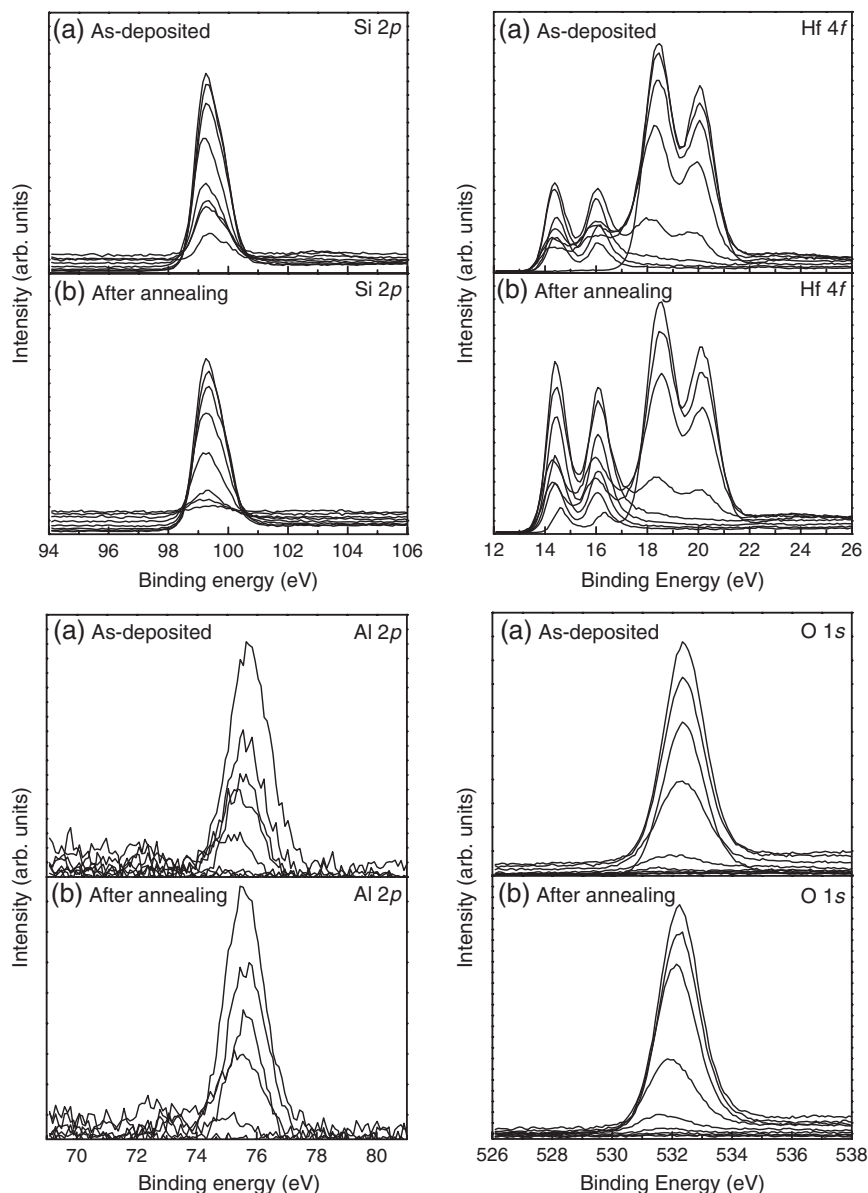 (a) As-deposited Si 2p
(b) After annealing Si 2p
94 96 98 100 102 104 106
Binding energy (eV)
Intensity (arb. units)
(a) As-deposited Hf 4f
(b) After annealing Hf 4f
12 14 16 18 20 22 24 26
Binding Energy (eV)
Intensity (arb. units)
(a) As-deposited Al 2p
(b) After annealing Al 2p
70 72 74 76 78 80
Binding energy (eV)
Intensity (arb. units)
(a) As-deposited O 1s
(b) After annealing O 1s
526 528 530 532 534 536 538
Binding Energy (eV)
Intensity (arb. units)